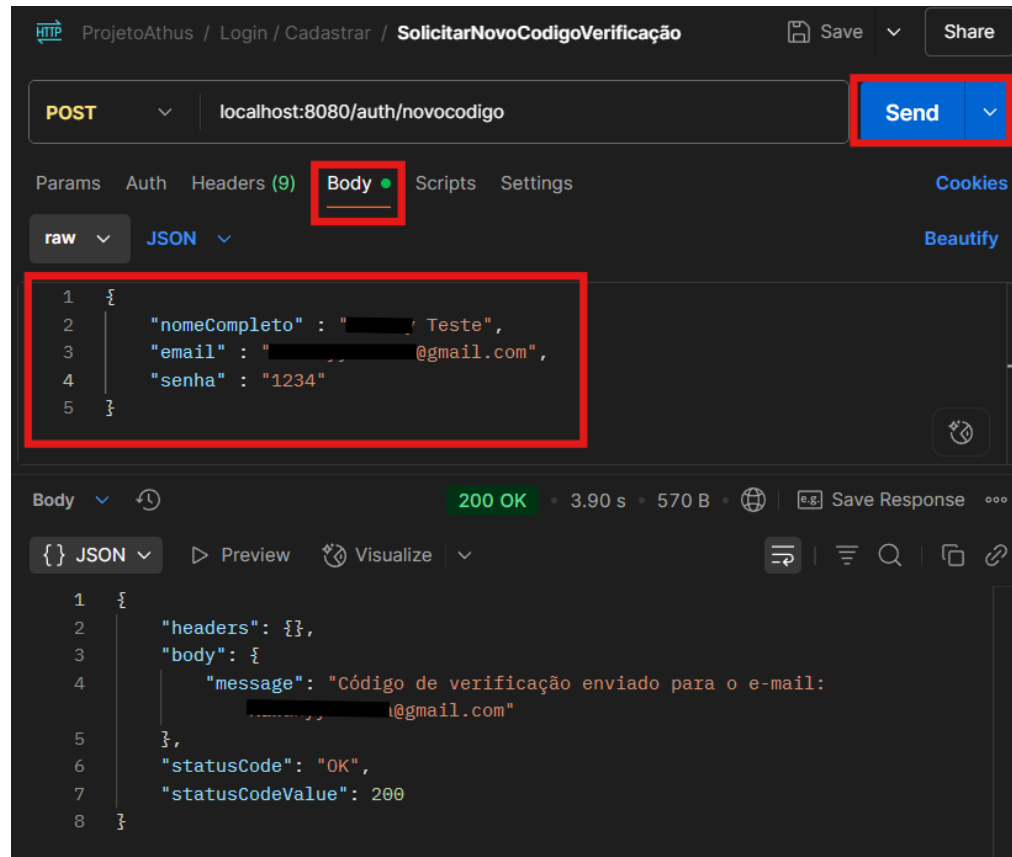 HTTP ProjetoAthus / Login / Cadastrar / SolicitarNovoCodigoVerificação Save Share
POST localhost:8080/auth/novocodigo Send
Params Auth Headers (9) Body Scripts Settings Cookies
raw JSON Beautify
1 {
2 "nomeCompleto" : " Teste",
3 "email" : " @gmail.com",
4 "senha" : "1234"
5 }
Body 200 OK • 3.90 s • 570 B • e.g. Save Response
{} JSON Preview Visualize
1 {
2 "headers": {},
3 "body": {
4 "message": "Código de verificação enviado para o e-mail:
@gmail.com"
5 },
6 "statusCode": "OK",
7 "statusCodeValue": 200
8 }